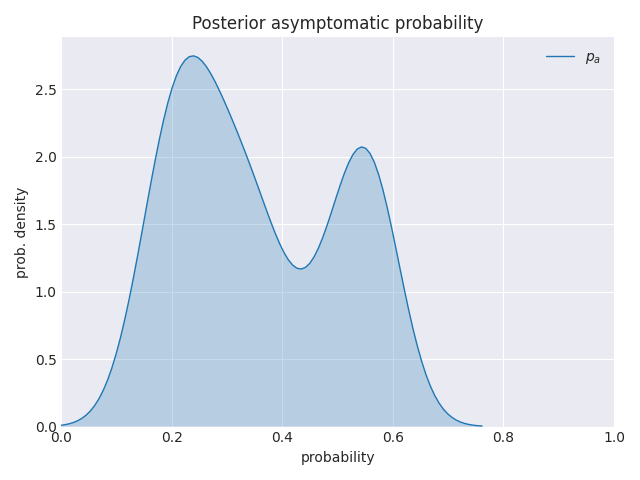 Posterior asymptomatic probability
pₐ
prob. density
2.5
2.0
1.5
1.0
0.5
0.0
0.0 0.2 0.4 0.6 0.8 1.0
probability